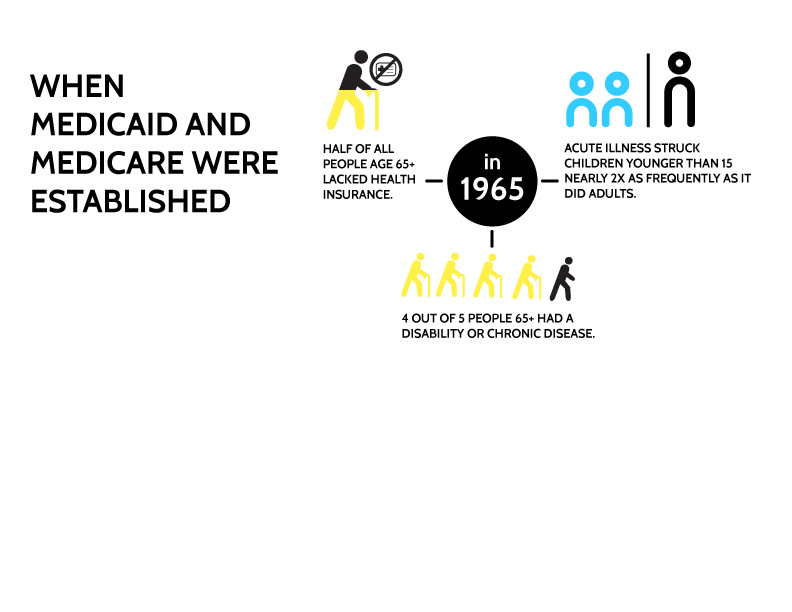 WHEN
MEDICAID AND
MEDICARE WERE
ESTABLISHED
HALF OF ALL
PEOPLE AGE 65+
LACKED HEALTH
INSURANCE.
in
1965
ACUTE ILLNESS STRUCK
CHILDREN YOUNGER THAN 15
NEARLY 2X AS FREQUENTLY AS IT
DID ADULTS.
4 OUT OF 5 PEOPLE 65+ HAD A
DISABILITY OR CHRONIC DISEASE.